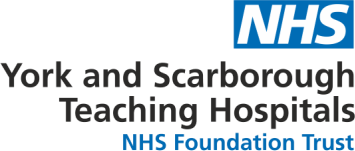 NHS
York and Scarborough
Teaching Hospitals
NHS Foundation Trust